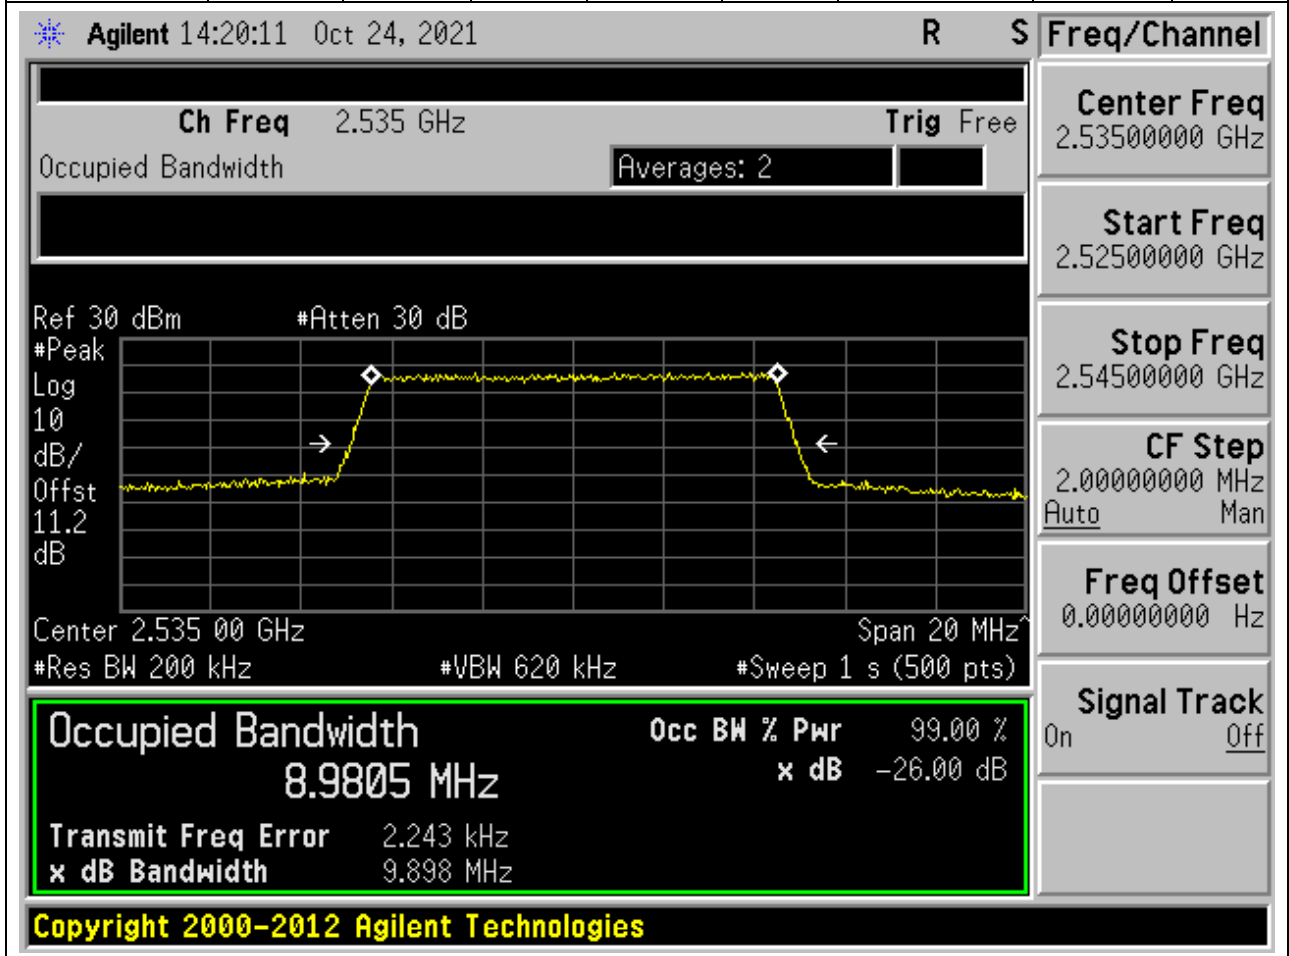 Agilent 14:20:11 Oct 24, 2021 R S
Ch Freq 2.535 GHz Trig Free
Occupied Bandwidth Averages: 2
Ref 30 dBm #Atten 30 dB
#Peak
Log
10
dB/
Offst
11.2
dB
Center 2.535 00 GHz Span 20 MHz^
#Res BW 200 kHz #VBW 620 kHz #Sweep 1 s (500 pts)
Occupied Bandwidth Occ BW % Pwr 99.00 %
8.9805 MHz x dB -26.00 dB
Transmit Freq Error 2.243 kHz
x dB Bandwidth 9.898 MHz
Copyright 2000-2012 Agilent Technologies
Freq/Channel
Center Freq
2.53500000 GHz
Start Freq
2.52500000 GHz
Stop Freq
2.54500000 GHz
CF Step
2.00000000 MHz
Auto Man
Freq Offset
0.00000000 Hz
Signal Track
On Off